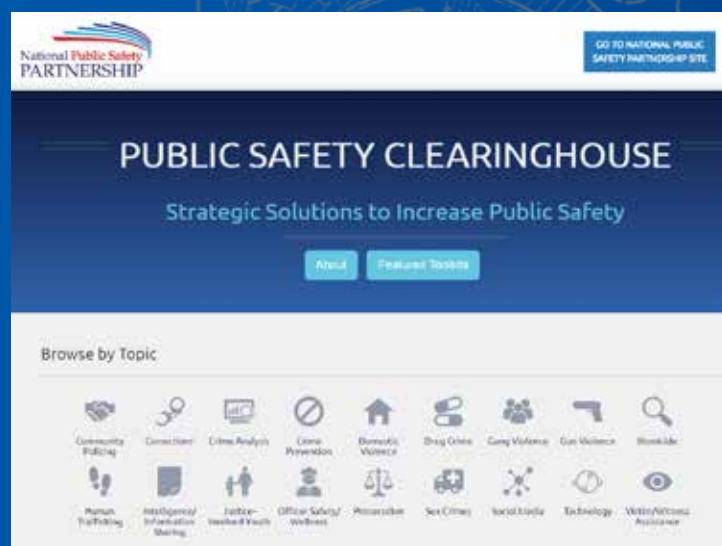 National Public Safety
PARTNERSHIP
GO TO NATIONAL PUBLIC
SAFETY PARTNERSHIP SITE
PUBLIC SAFETY CLEARINGHOUSE
Strategic Solutions to Increase Public Safety
About
Featured Toolkits
Browse by Topic
Community
Policing
Corrections
Crime Analysis
Crime
Prevention
Domestic
Violence
Drug Crime
Gang Violence
Gun Violence
Homicide
Human
Trafficking
Intelligence/
Information
Sharing
Justice-
Involved Youth
Officer Safety/
Wellness
Prosecution
Sex Crimes
Social Media
Technology
Victim/Witness
Assistance